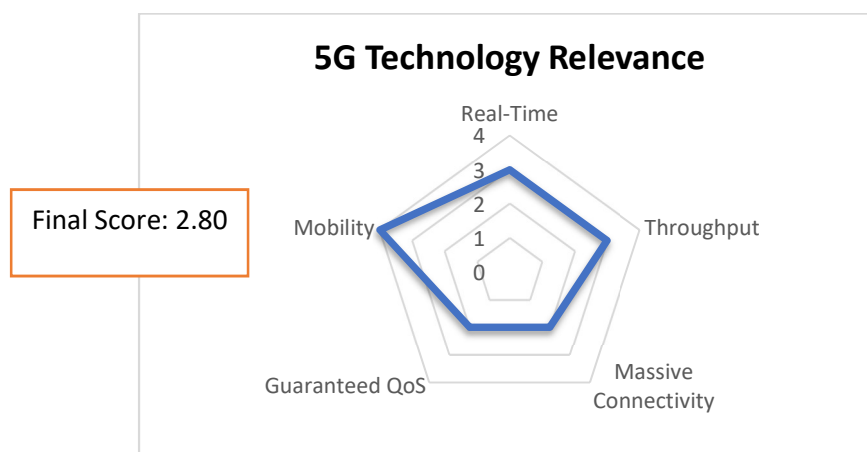 5G Technology Relevance
Real-Time
4
3
2
1
0
Throughput
Massive
Connectivity
Guaranteed QoS
Mobility
Final Score: 2.80